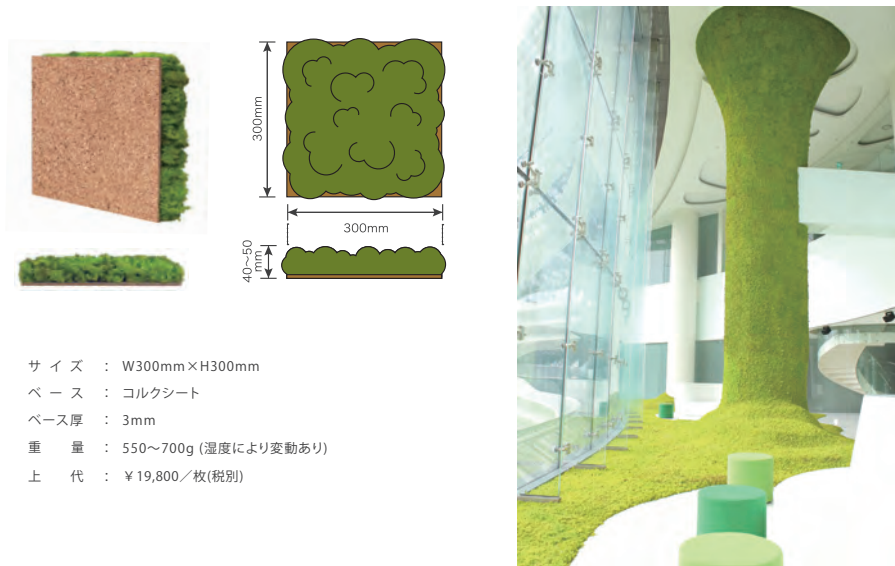 300mm
300mm
40〜50
mm
サイズ : W300mm×H300mm
ベース : コルクシート
ベース厚 : 3mm
重量 : 550〜700g (湿度により変動あり)
上代 : ¥19,800/枚(税別)